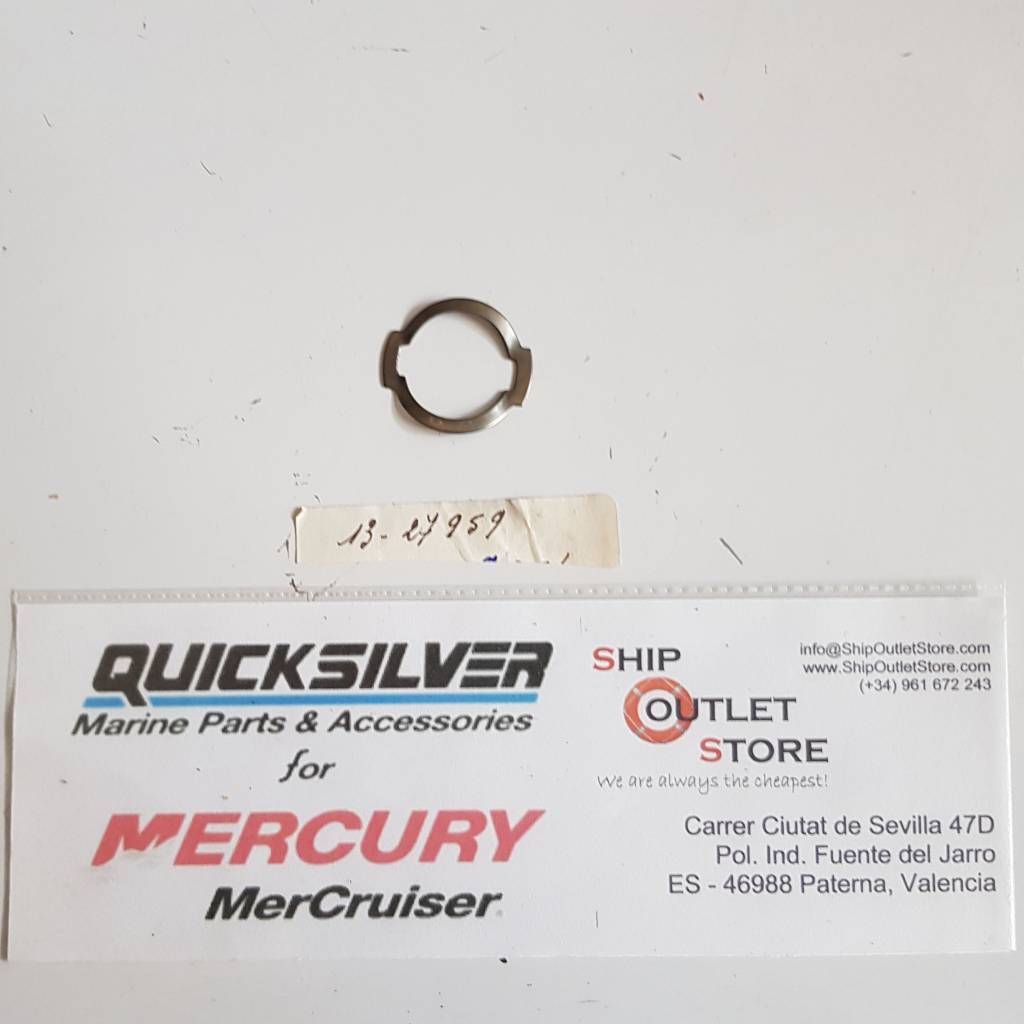 13-27959
QUICKSILVER
Marine Parts & Accessories
for
MERCURY
MerCruiser
SHIP
OUTLET
STORE
We are always the cheapest!
info@ShipOutletStore.com
www.ShipOutletStore.com
(+34) 961 672 243
Carrer Ciutat de Sevilla 47D
Pol. Ind. Fuente del Jarro
ES - 46988 Paterna, Valencia